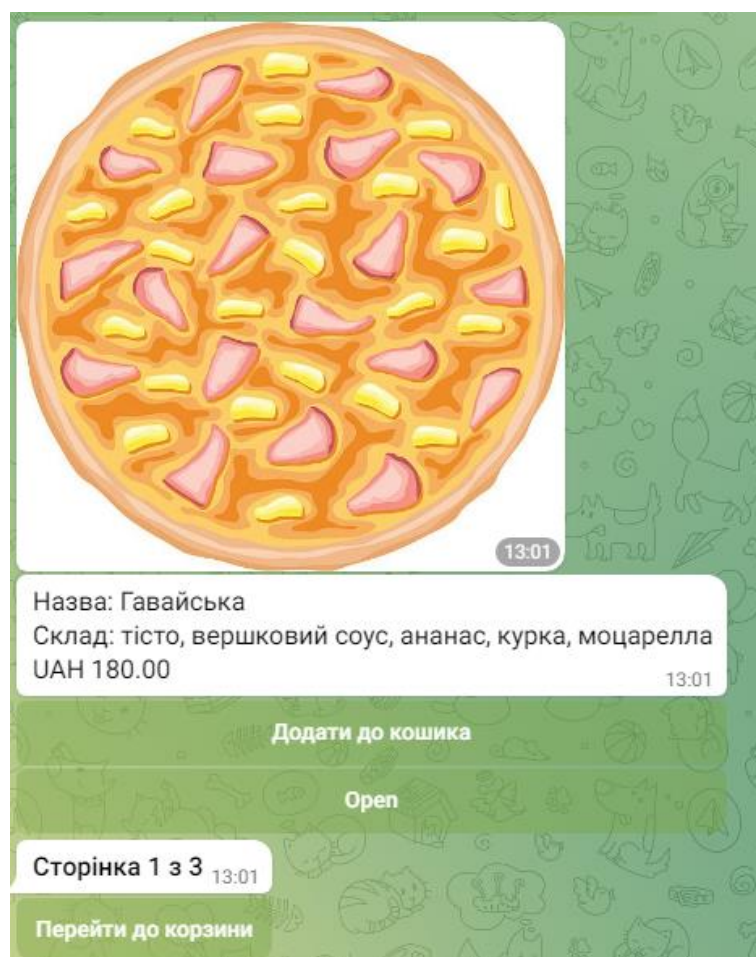 13:01
Назва: Гавайська
Склад: тісто, вершковий соус, ананас, курка, моцарелла
UAH 180.00
13:01
Додати до кошика
Open
Сторінка 1 з 3 13:01
Перейти до корзини